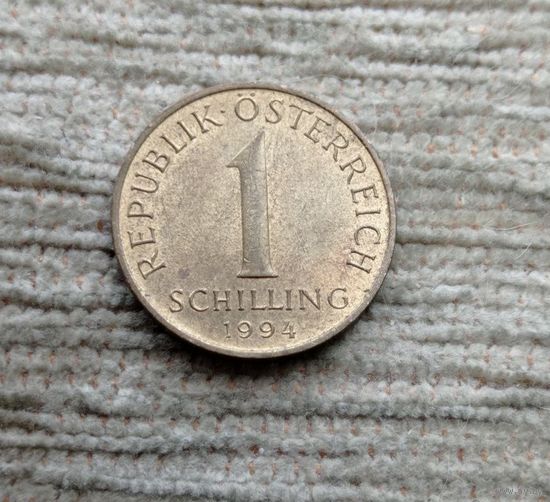 REPUBLIK·ÖSTERREICH
1
SCHILLING
1994